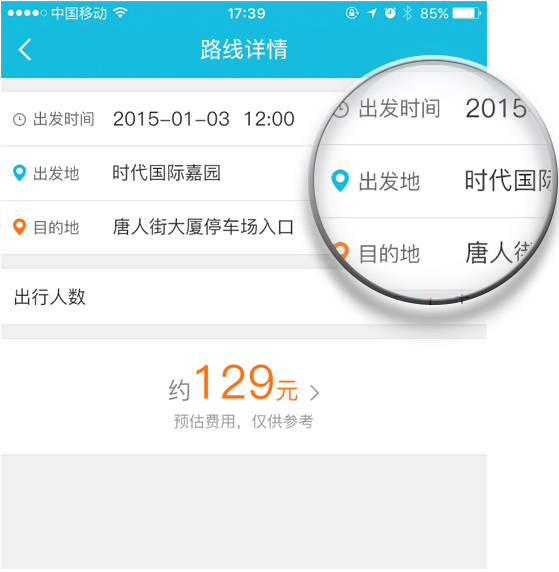 中国移动 17:39 85%
路线详情
出发时间 2015-01-03 12:00
出发地 时代国际嘉园
目的地 唐人街大厦停车场入口
出发时间 2015
出发地 时代国际
目的地 唐人街
出行人数
约129元
预估费用，仅供参考